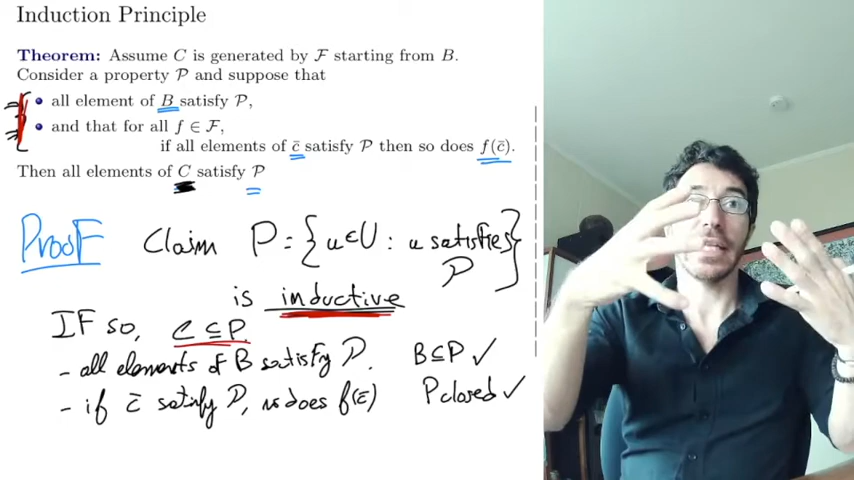 Induction Principle
Theorem: Assume C is generated by F starting from B.
Consider a property P and suppose that
• all element of B satisfy P,
• and that for all f ∈ F,
if all elements of c̄ satisfy P then so does f(c̄).
Then all elements of C satisfy P
Proof Claim P = {u ∈ U : u satisfies P}
is inductive
IF so, C ⊆ P.
- all elements of B satisfy P. B ⊆ P ✓
- if c̄ satisfy P, so does f(c̄) P closed ✓